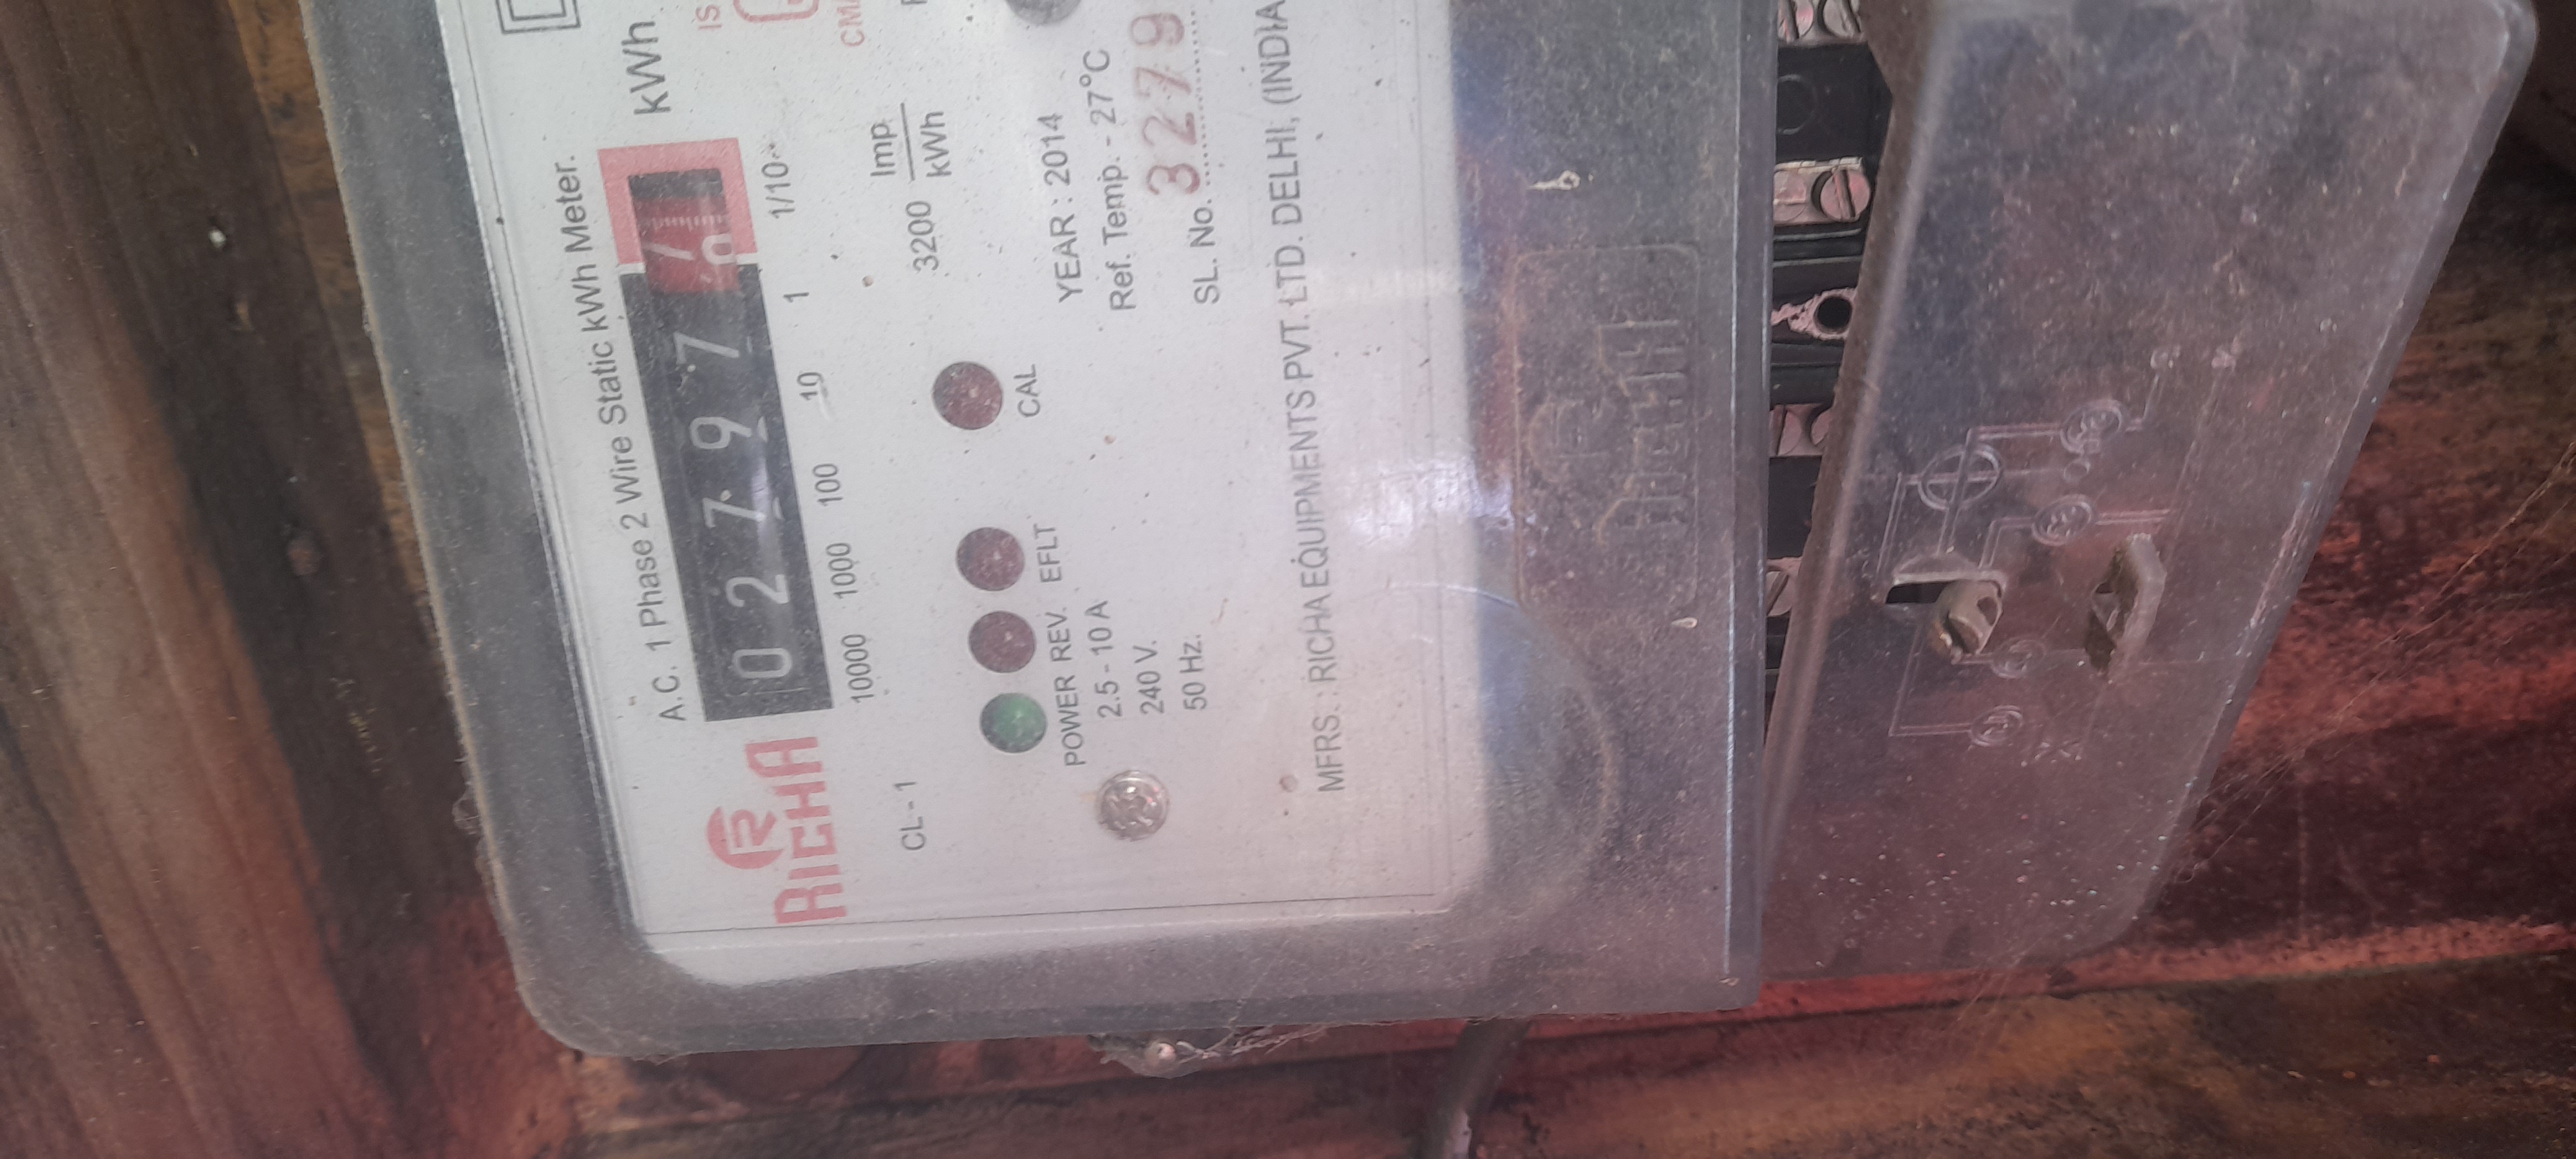 A.C. 1 Phase 2 Wire Static kWh Meter.
RICHA
0 2 7 9 7
kWh
10000 1000 100 10 1 1/10
IS
CL-1
3200 Imp
kWh
POWER REV. EFLT
CAL
2.5 - 10 A
240 V.
50 Hz.
YEAR : 2014
Ref. Temp. - 27°C
SL. No. 3279
MFRS. : RICHA EQUIPMENTS PVT. LTD. DELHI, (INDIA